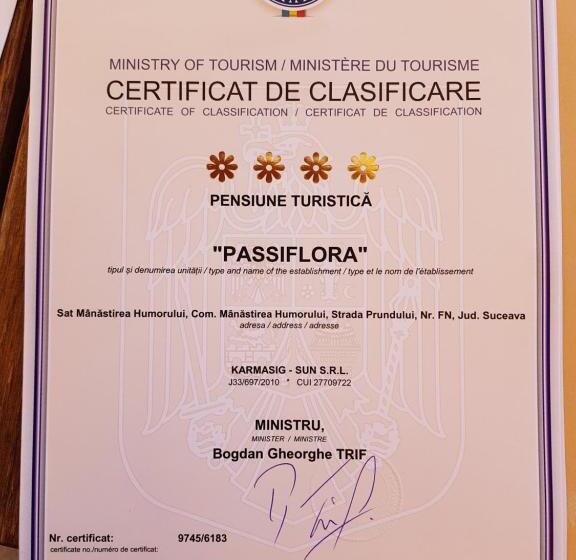 MINISTRY OF TOURISM / MINISTÈRE DU TOURISME
CERTIFICAT DE CLASIFICARE
CERTIFICATE OF CLASSIFICATION / CERTIFICAT DE CLASSIFICATION
PENSIUNE TURISTICĂ
"PASSIFLORA"
tipul și denumirea unității / type and name of the establishment / type et le nom de l'établissement
Sat Mânăstirea Humorului, Com. Mânăstirea Humorului, Strada Prundului, Nr. FN, Jud. Suceava
adresa / address / adresse
KARMASIG - SUN S.R.L.
J33/697/2010 * CUI 27709722
MINISTRU,
MINISTER / MINISTRE
Bogdan Gheorghe TRIF
Nr. certificat: 9745/6183
certificate no./numéro de certificat: